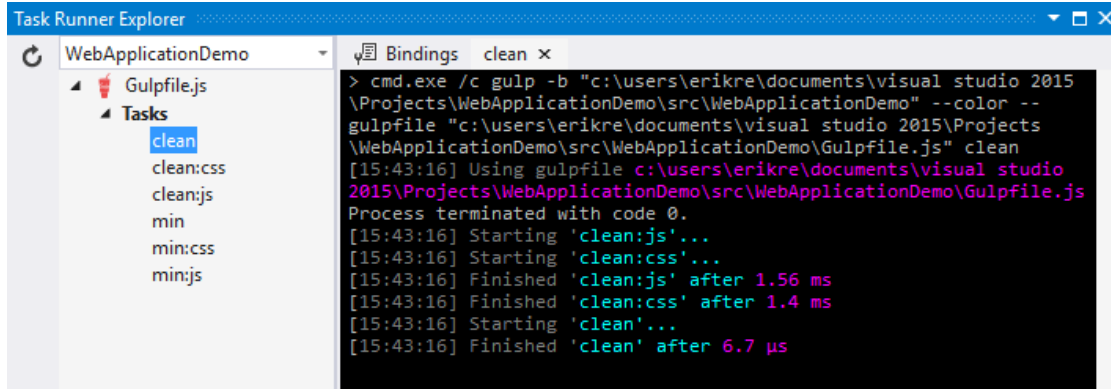 Task Runner Explorer
WebApplicationDemo
Gulpfile.js
Tasks
clean
clean:css
clean:js
min
min:css
min:js
Bindings clean
> cmd.exe /c gulp -b "c:\users\erikre\documents\visual studio 2015
\Projects\WebApplicationDemo\src\WebApplicationDemo" --color --
gulpfile "c:\users\erikre\documents\visual studio 2015\Projects
\WebApplicationDemo\src\WebApplicationDemo\Gulpfile.js" clean
[15:43:16] Using gulpfile c:\users\erikre\documents\visual studio
2015\Projects\WebApplicationDemo\src\WebApplicationDemo\Gulpfile.js
Process terminated with code 0.
[15:43:16] Starting 'clean:js'...
[15:43:16] Starting 'clean:css'...
[15:43:16] Finished 'clean:js' after 1.56 ms
[15:43:16] Finished 'clean:css' after 1.4 ms
[15:43:16] Starting 'clean'...
[15:43:16] Finished 'clean' after 6.7 μs